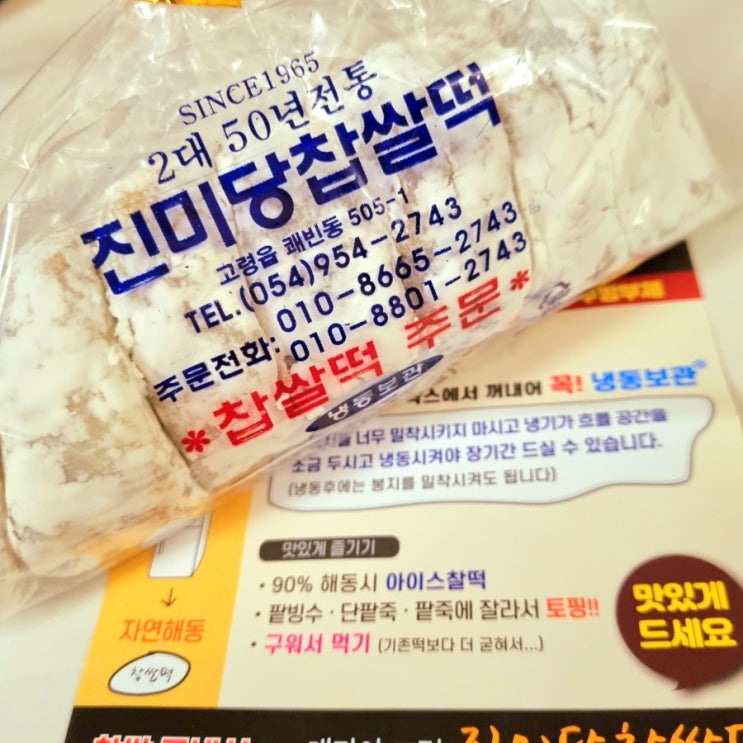 SINCE1965
2대 50년전통
진미당찹쌀떡
고령읍 쾌빈동 505-1
TEL.(054)954-2743
010-8665-2743
주문전화: 010-8801-2743
*찹쌀떡 주문*
냉동보관
에서 꺼내어 꼭! 냉동보관
너무 밀착시키지 마시고 냉기가 흐를 공간을
조금 두시고 냉동시켜야 장기간 드실 수 있습니다.
(냉동후에는 봉지를 밀착시켜도 됩니다)
맛있게 즐기기
· 90% 해동시 아이스찰떡
· 팥빙수 · 단팥죽 · 팥죽에 잘라서 토핑!!
· 구워서 먹기 (기존떡보다 더 굳혀서...)
맛있게
드세요
자연해동
찹쌀떡